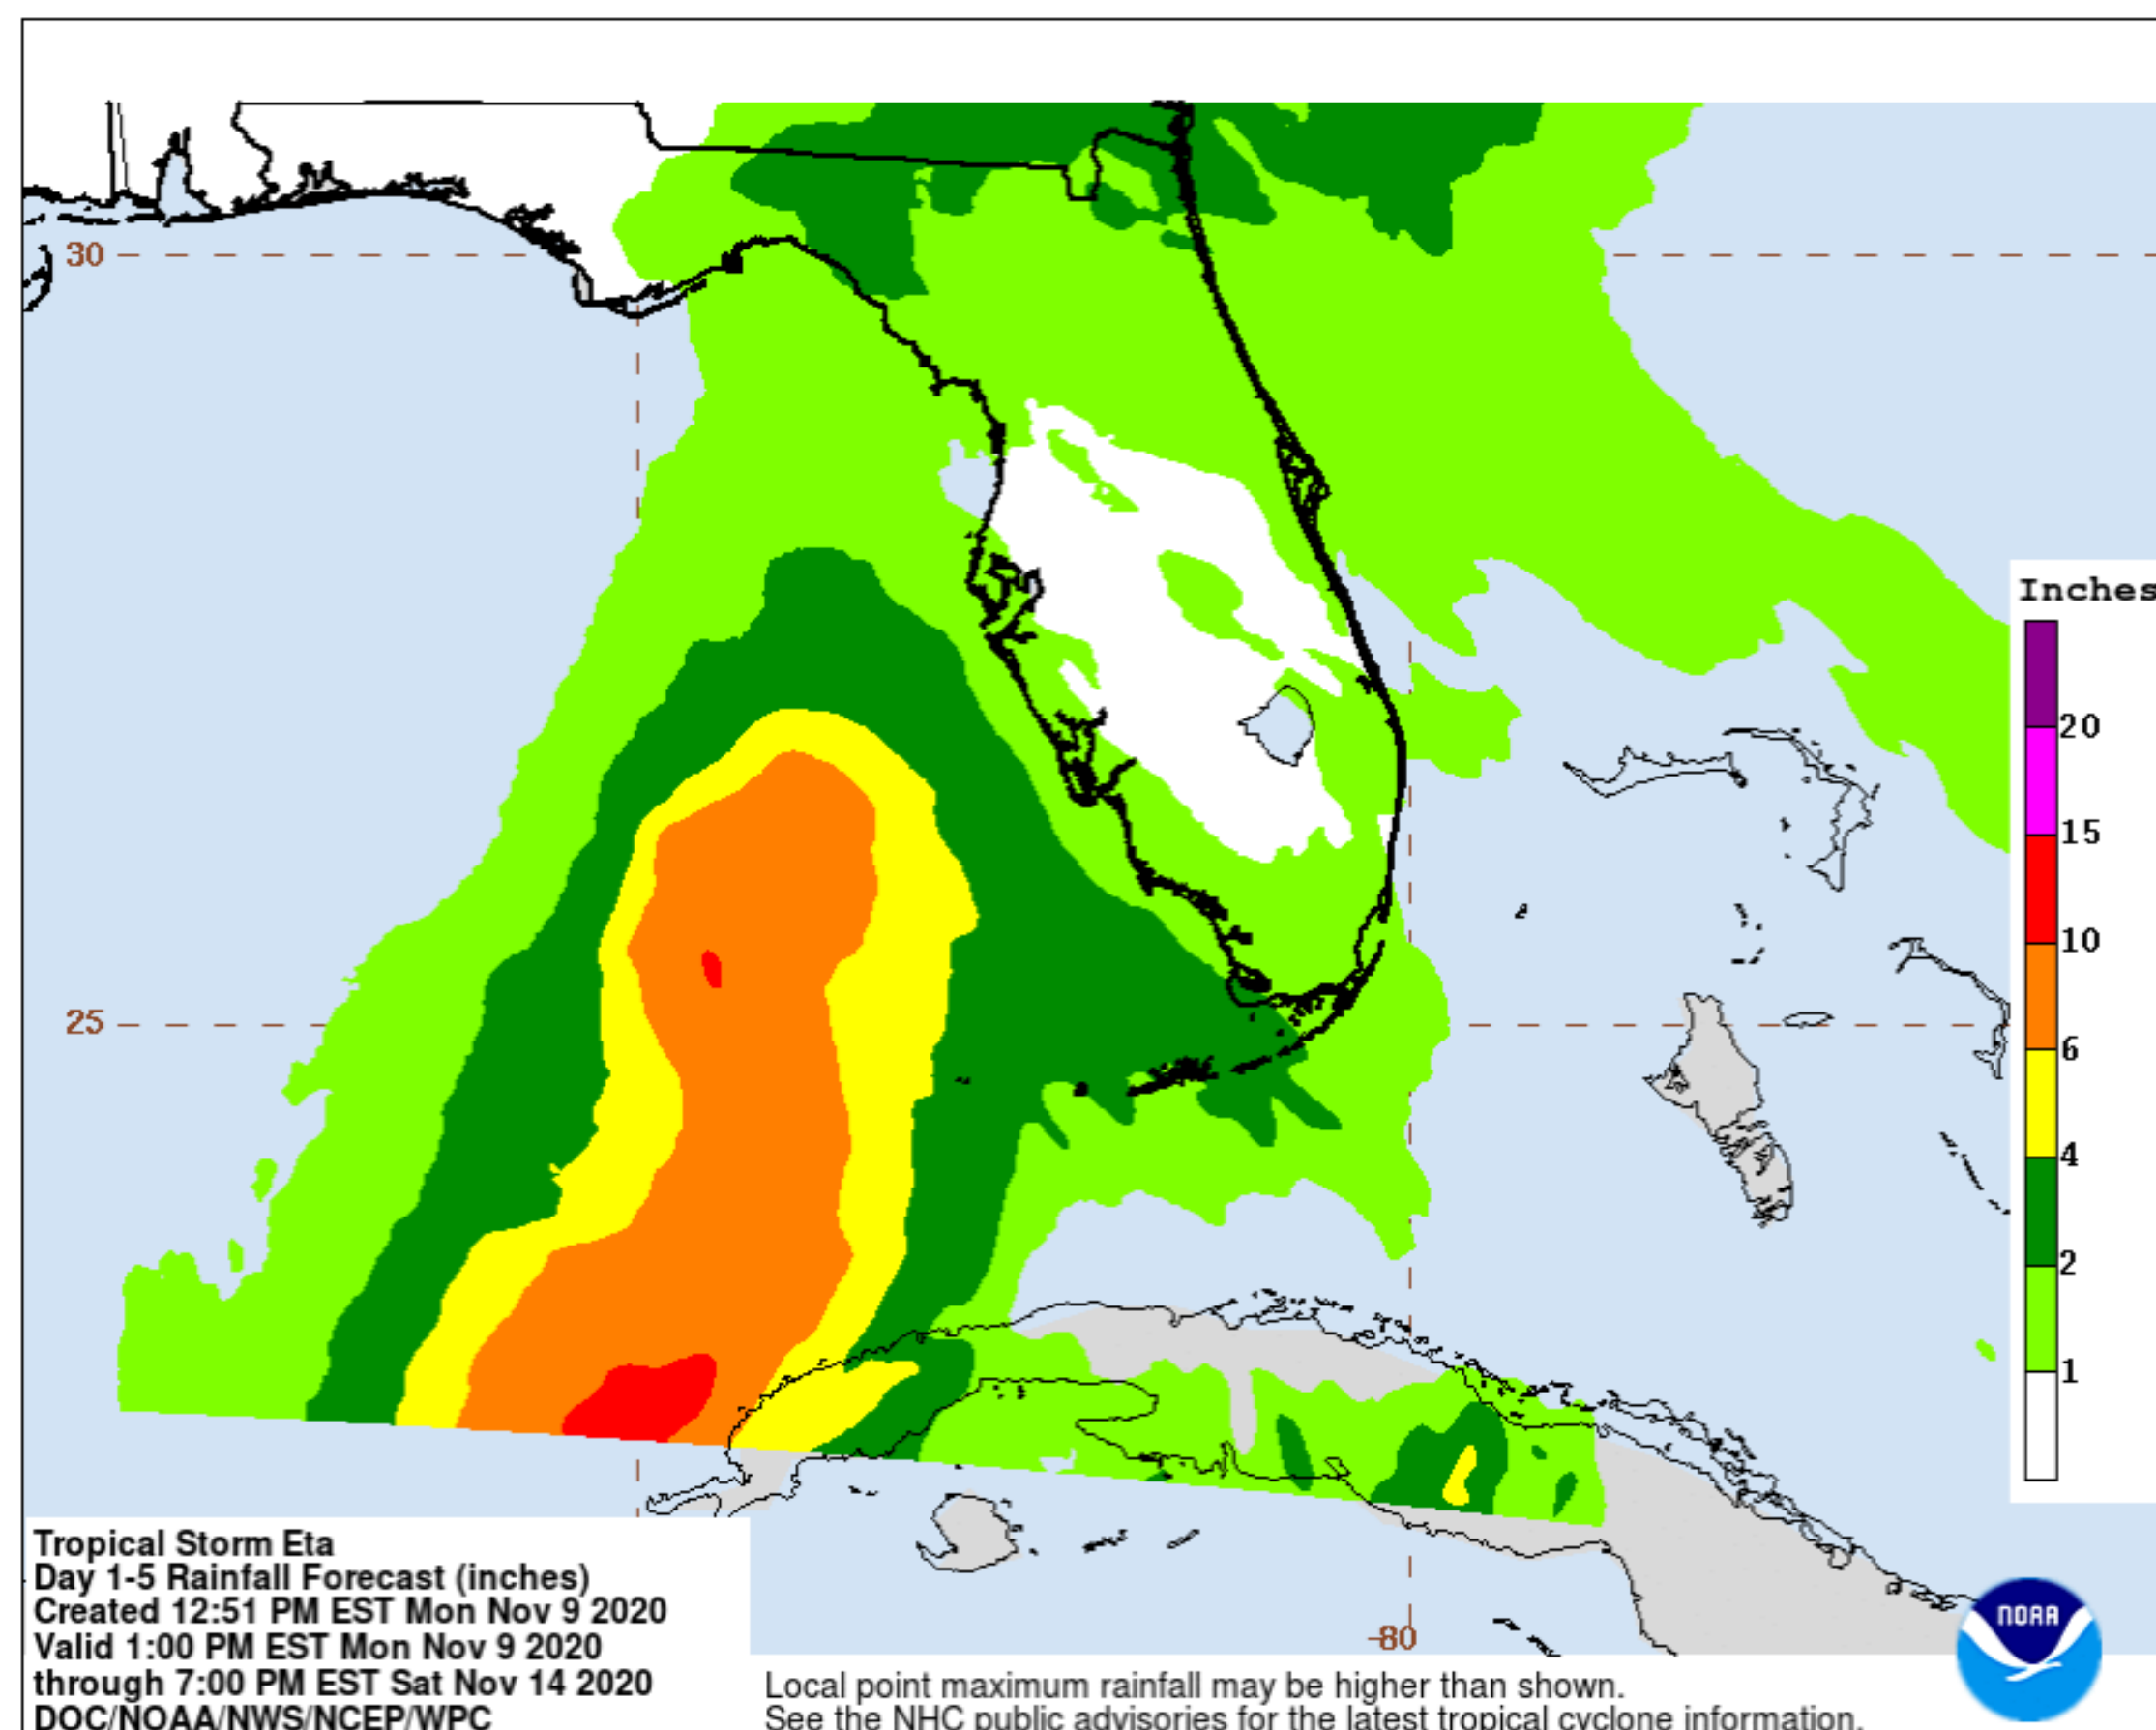 30
Inches
20
15
10
25
6
4
2
1
-80
NOAA
Tropical Storm Eta
Day 1-5 Rainfall Forecast (inches)
Created 12:51 PM EST Mon Nov 9 2020
Valid 1:00 PM EST Mon Nov 9 2020
through 7:00 PM EST Sat Nov 14 2020
DOC/NOAA/NWS/NCEP/WPC
Local point maximum rainfall may be higher than shown.
See the NHC public advisories for the latest tropical cyclone information.